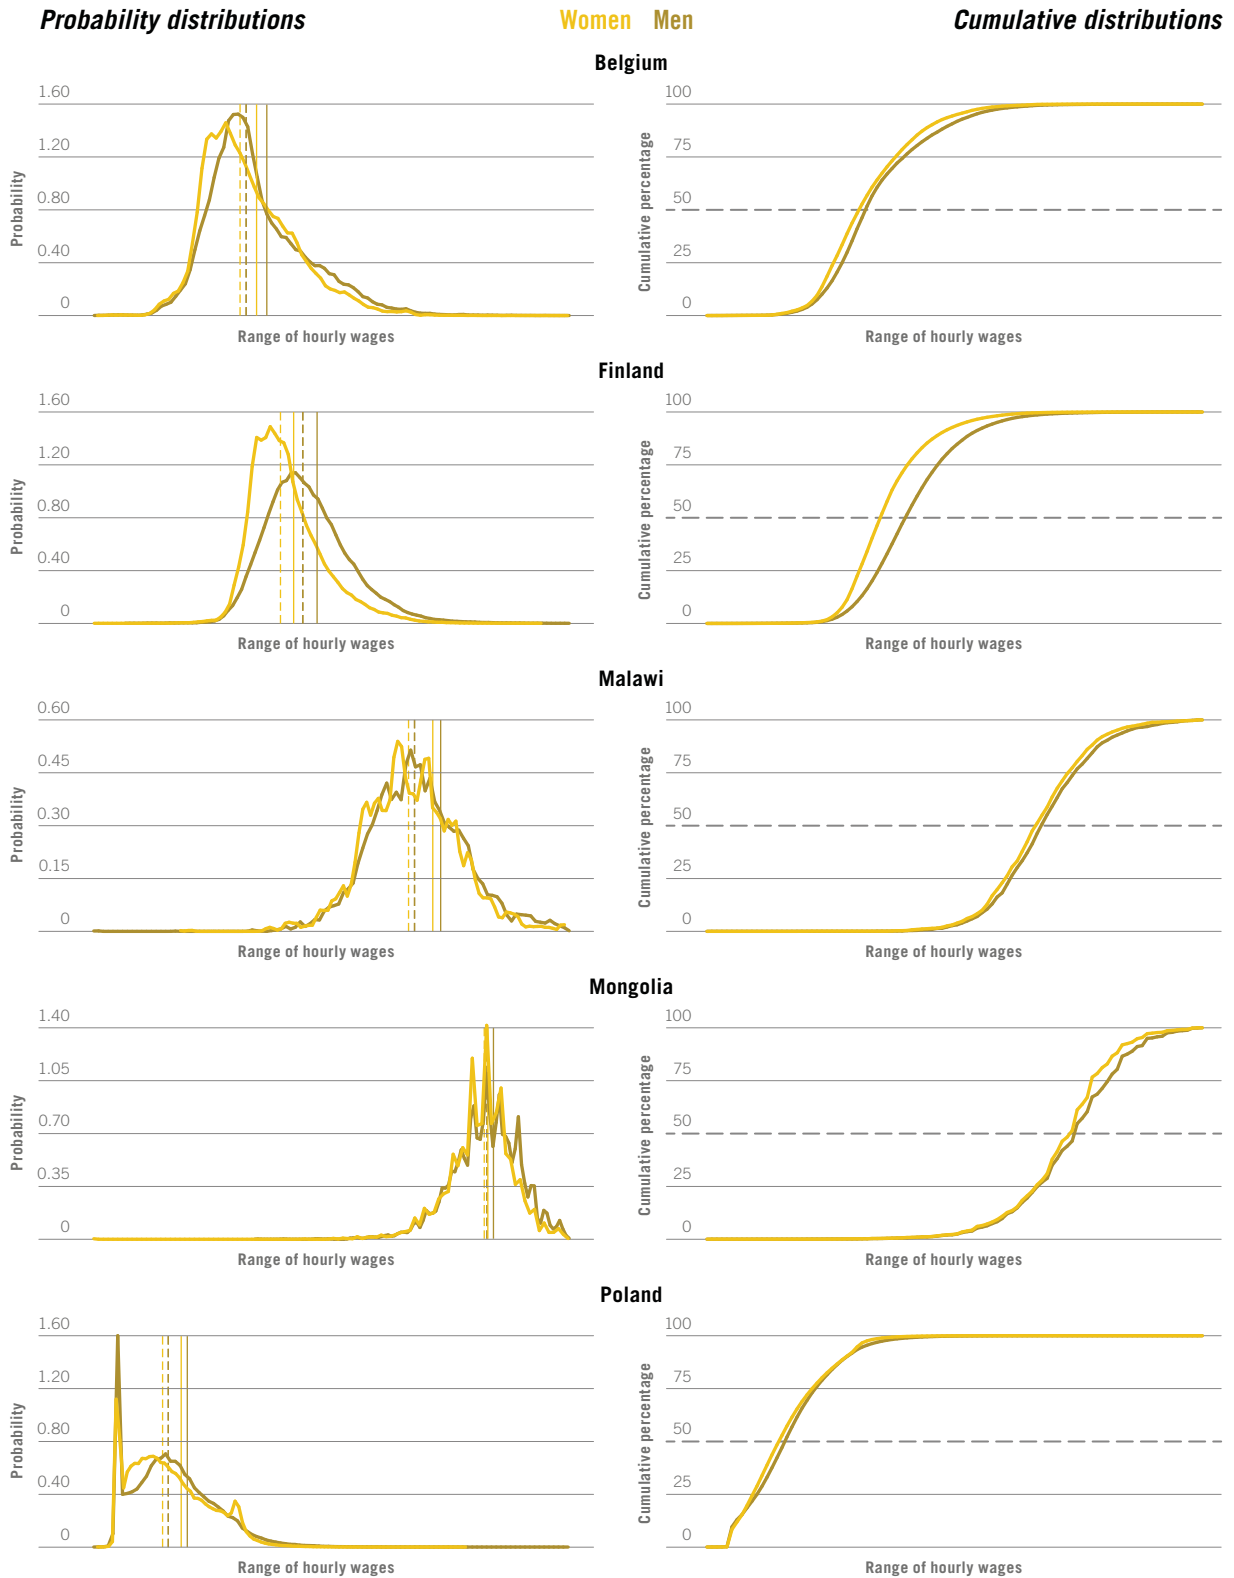 Probability distributions Women Men Cumulative distributions
Belgium
1.60
1.20
0.80
0.40
0
Probability
Range of hourly wages
100
75
50
25
0
Cumulative percentage
Range of hourly wages
Finland
1.60
1.20
0.80
0.40
0
Probability
Range of hourly wages
100
75
50
25
0
Cumulative percentage
Range of hourly wages
Malawi
0.60
0.45
0.30
0.15
0
Probability
Range of hourly wages
100
75
50
25
0
Cumulative percentage
Range of hourly wages
Mongolia
1.40
1.05
0.70
0.35
0
Probability
Range of hourly wages
100
75
50
25
0
Cumulative percentage
Range of hourly wages
Poland
1.60
1.20
0.80
0.40
0
Probability
Range of hourly wages
100
75
50
25
0
Cumulative percentage
Range of hourly wages